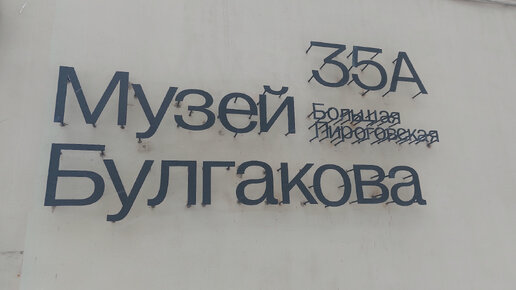 Музей
Булгакова
35А
Большая
Пироговская